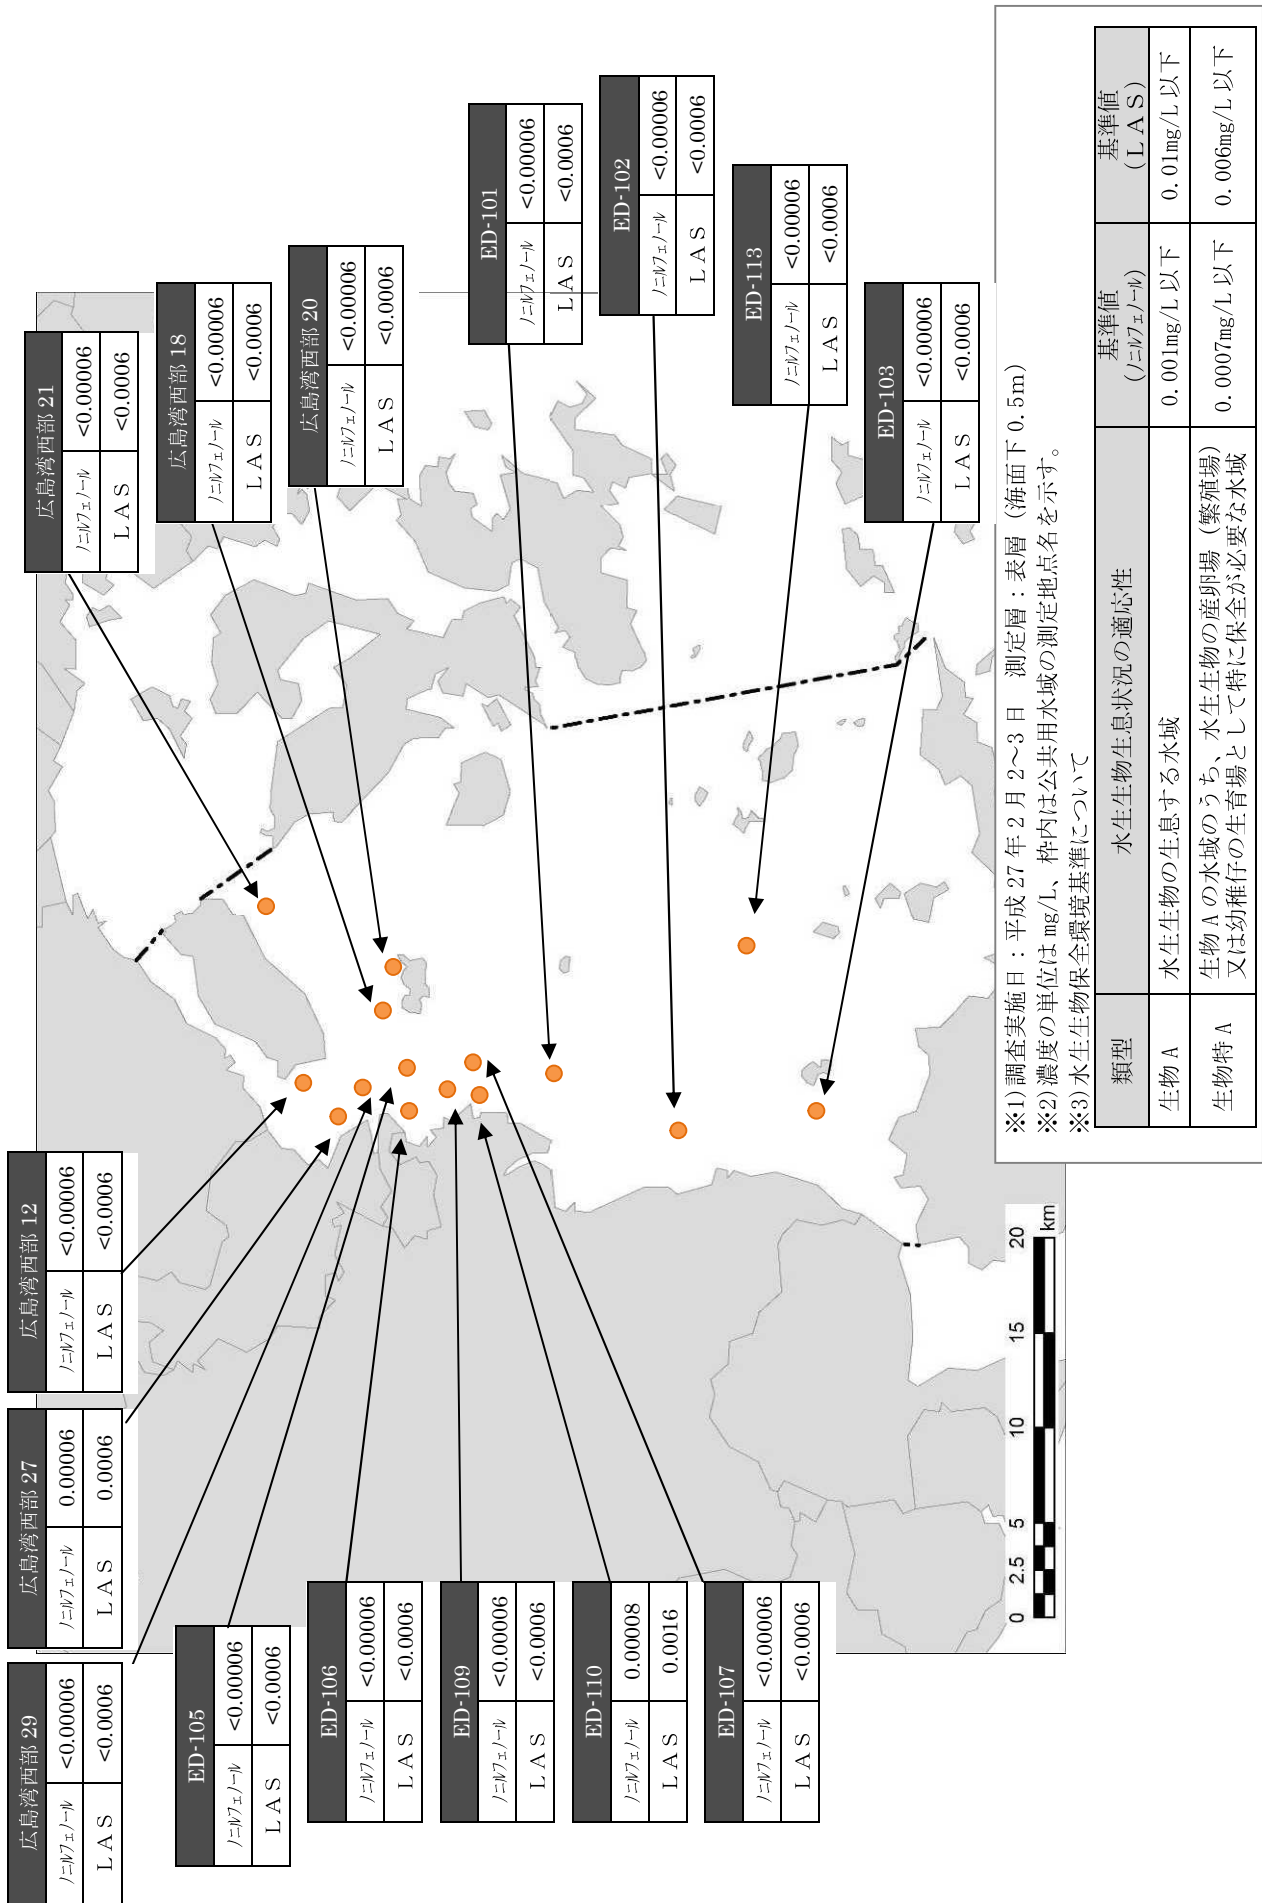 広島湾西部 29
ノニルフェノール <0.00006
ＬＡＳ <0.0006
広島湾西部 27
ノニルフェノール 0.00006
ＬＡＳ 0.0006
広島湾西部 12
ノニルフェノール <0.00006
ＬＡＳ <0.0006
広島湾西部 21
ノニルフェノール <0.00006
ＬＡＳ <0.0006
広島湾西部 18
ノニルフェノール <0.00006
ＬＡＳ <0.0006
広島湾西部 20
ノニルフェノール <0.00006
ＬＡＳ <0.0006
ED-101
ノニルフェノール <0.00006
ＬＡＳ <0.0006
ED-102
ノニルフェノール <0.00006
ＬＡＳ <0.0006
ED-113
ノニルフェノール <0.00006
ＬＡＳ <0.0006
ED-103
ノニルフェノール <0.00006
ＬＡＳ <0.0006
ED-105
ノニルフェノール <0.00006
ＬＡＳ <0.0006
ED-106
ノニルフェノール <0.00006
ＬＡＳ <0.0006
ED-109
ノニルフェノール <0.00006
ＬＡＳ <0.0006
ED-110
ノニルフェノール 0.00008
ＬＡＳ 0.0016
ED-107
ノニルフェノール <0.00006
ＬＡＳ <0.0006
0 2.5 5 10 15 20
km
※1)調査実施日：平成 27 年 2 月 2～3 日　測定層：表層（海面下 0.5m）
※2)濃度の単位は mg/L、枠内は公共用水域の測定地点名を示す。
※3)水生生物保全環境基準について
類型 水生生物生息状況の適応性 基準値 基準値
(ノニルフェノール) (ＬＡＳ)
生物 A 水生生物の生息する水域 0.001mg/L 以下 0.01mg/L 以下
生物特 A 生物 A の水域のうち、水生生物の産卵場（繁殖場） 0.0007mg/L 以下 0.006mg/L 以下
又は幼稚仔の生育場として特に保全が必要な水域